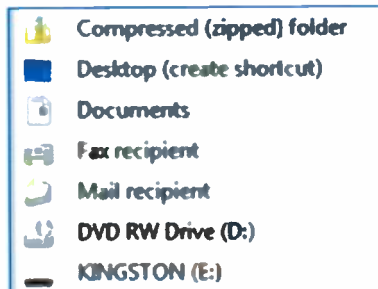 Compressed (zipped) folder
Desktop (create shortcut)
Documents
Fax recipient
Mail recipient
DVD RW Drive (D:)
KINGSTON (E:)